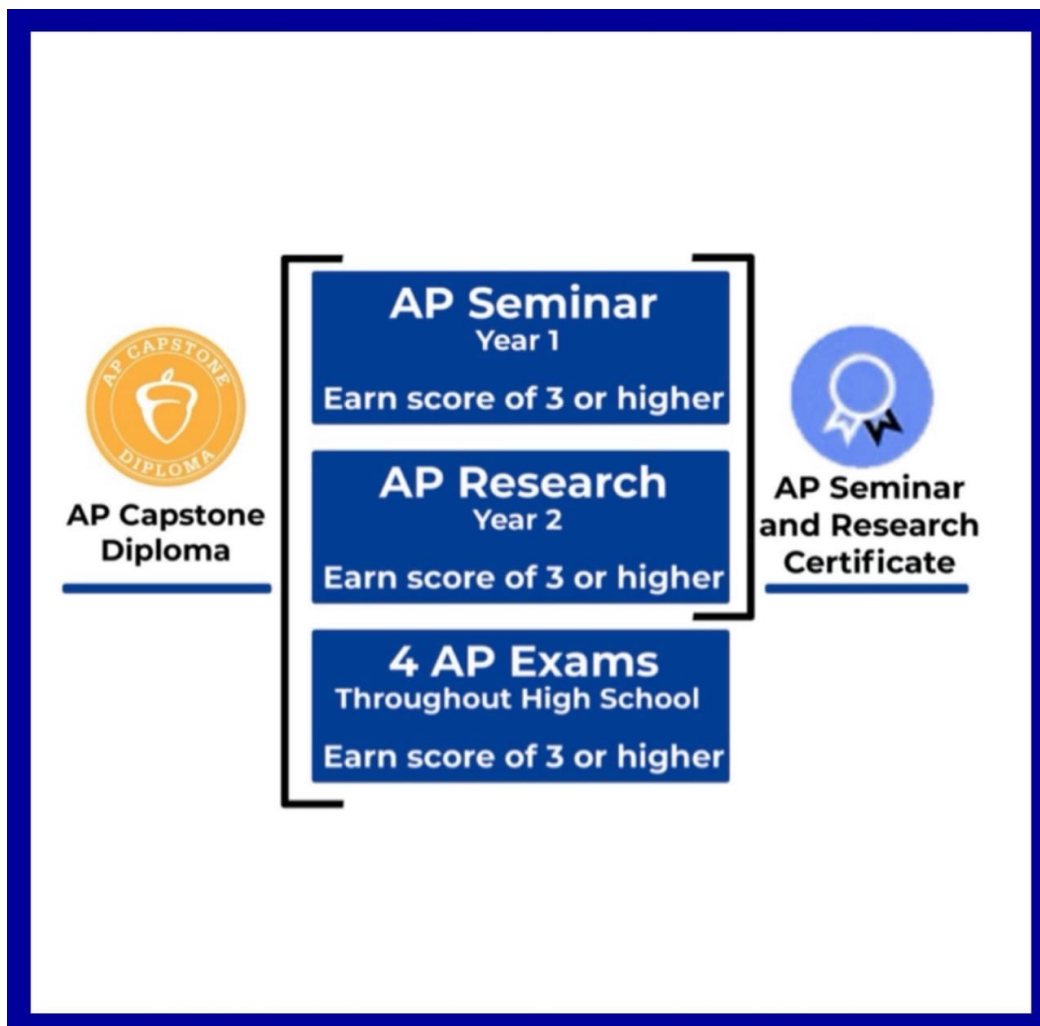 AP Seminar
Year 1
Earn score of 3 or higher
AP CAPSTONE
DIPLOMA
AP Capstone
Diploma
AP Research
Year 2
Earn score of 3 or higher
AP Seminar
and Research
Certificate
4 AP Exams
Throughout High School
Earn score of 3 or higher